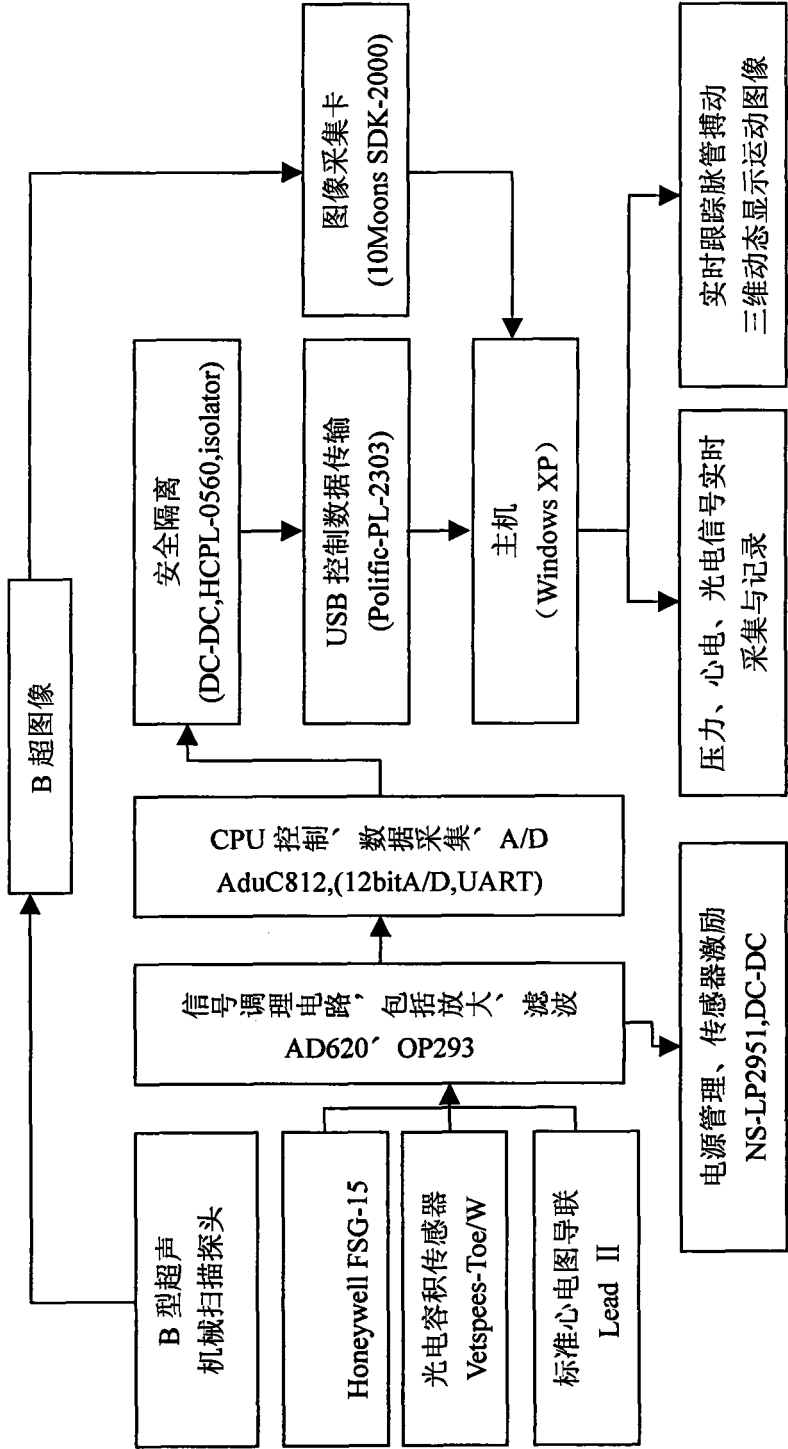 B 型超声
机械扫描探头
B 超图像
图像采集卡
(10Moons SDK-2000)
Honeywell FSG-15
光电容积传感器
Vetspees-Toe/W
标准心电图导联
Lead II
信号调理电路，包括放大、滤波
AD620、OP293
CPU 控制、数据采集、A/D
AduC812,(12bitA/D,UART)
安全隔离
(DC-DC,HCPL-0560,isolator)
USB 控制数据传输
(Polific-PL-2303)
主机
（Windows XP）
电源管理、传感器激励
NS-LP2951,DC-DC
压力、心电、光电信号实时
采集与记录
实时跟踪脉管搏动
三维动态显示运动图像